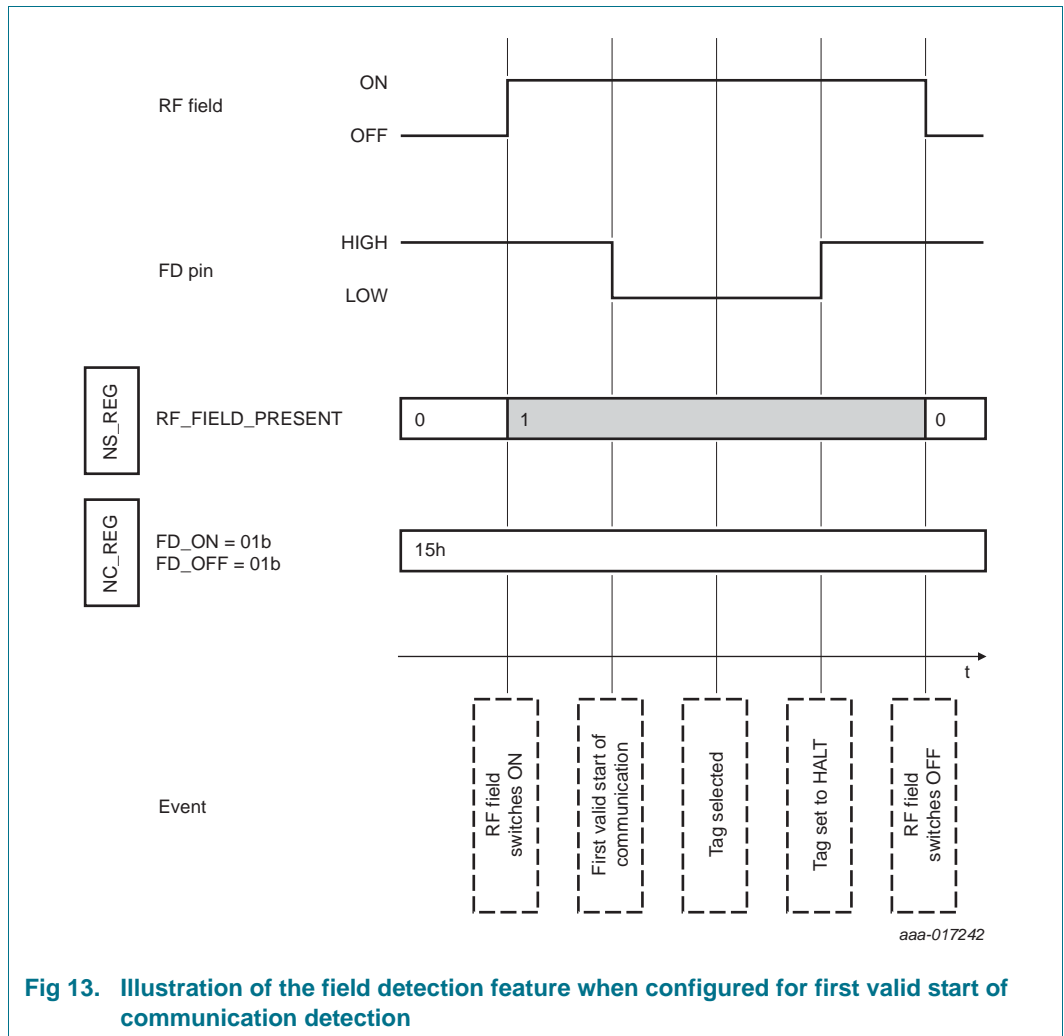 RF field
ON
OFF
FD pin
HIGH
LOW
NS_REG
RF_FIELD_PRESENT
0
1
0
NC_REG
FD_ON = 01b
FD_OFF = 01b
15h
t
Event
RF field
switches ON
First valid start of
communication
Tag selected
Tag set to HALT
RF field
switches OFF
aaa-017242
Fig 13. Illustration of the field detection feature when configured for first valid start of
communication detection